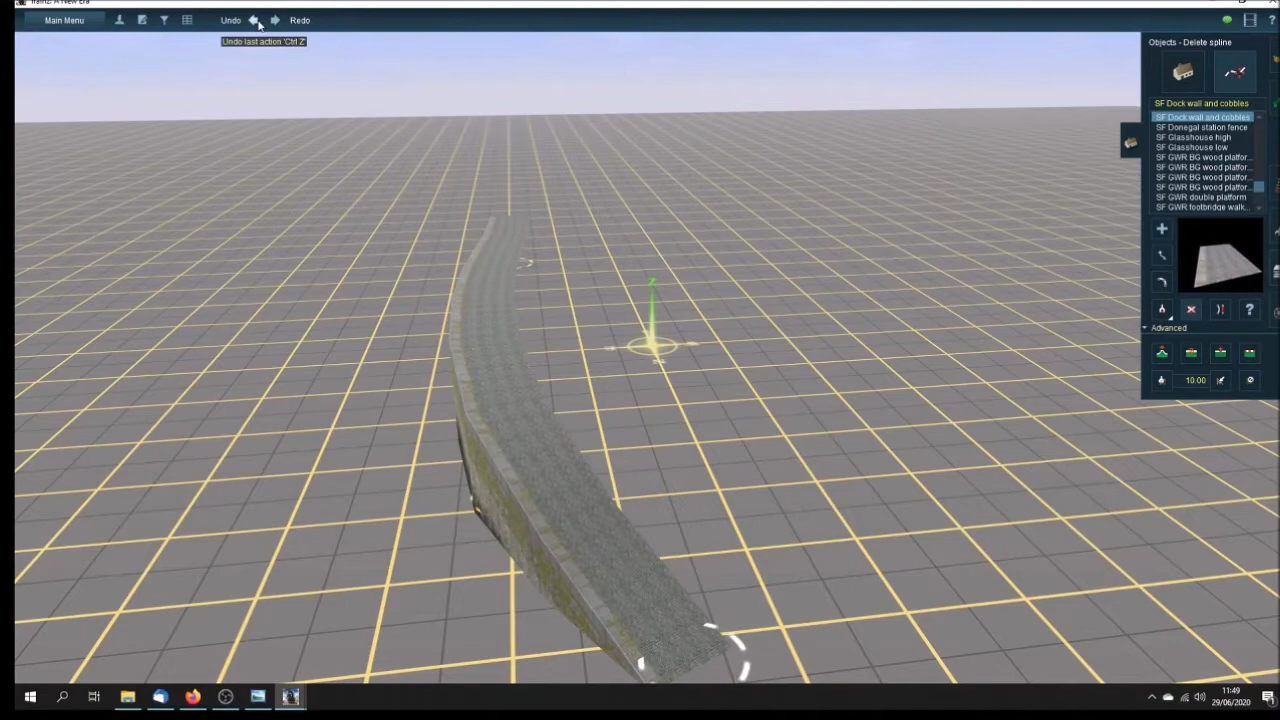 Trainz: A New Era
Main Menu
Undo
Redo
Undo last action 'Ctrl Z'
Objects - Delete spline
SF Dock wall and cobbles
SF Dock wall and cobbles
SF Donegal station fence
SF Glasshouse high
SF Glasshouse low
SF GWR BG wood platfor...
SF GWR BG wood platfor...
SF GWR BG wood platfor...
SF GWR BG wood platfor...
SF GWR double platform
SF GWR footbridge walk...
?
Advanced
10.00
11:49
29/06/2020